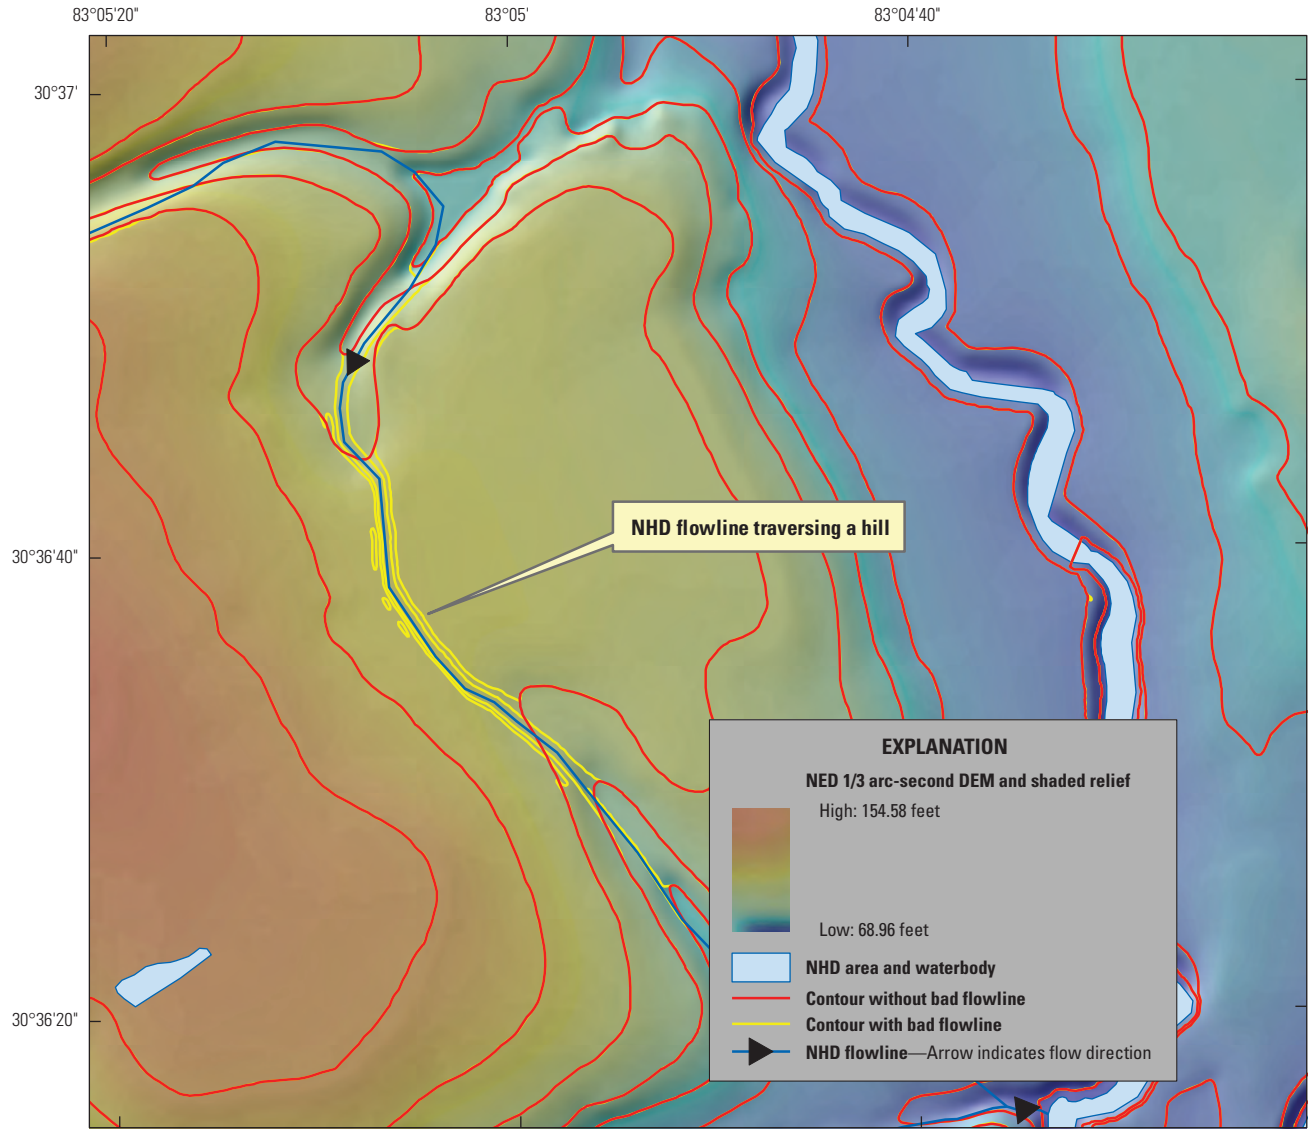 83°05'20"
83°05'
83°04'40"
30°37'
30°36'40"
30°36'20"
NHD flowline traversing a hill
EXPLANATION
NED 1/3 arc-second DEM and shaded relief
High: 154.58 feet
Low: 68.96 feet
NHD area and waterbody
Contour without bad flowline
Contour with bad flowline
NHD flowline—Arrow indicates flow direction